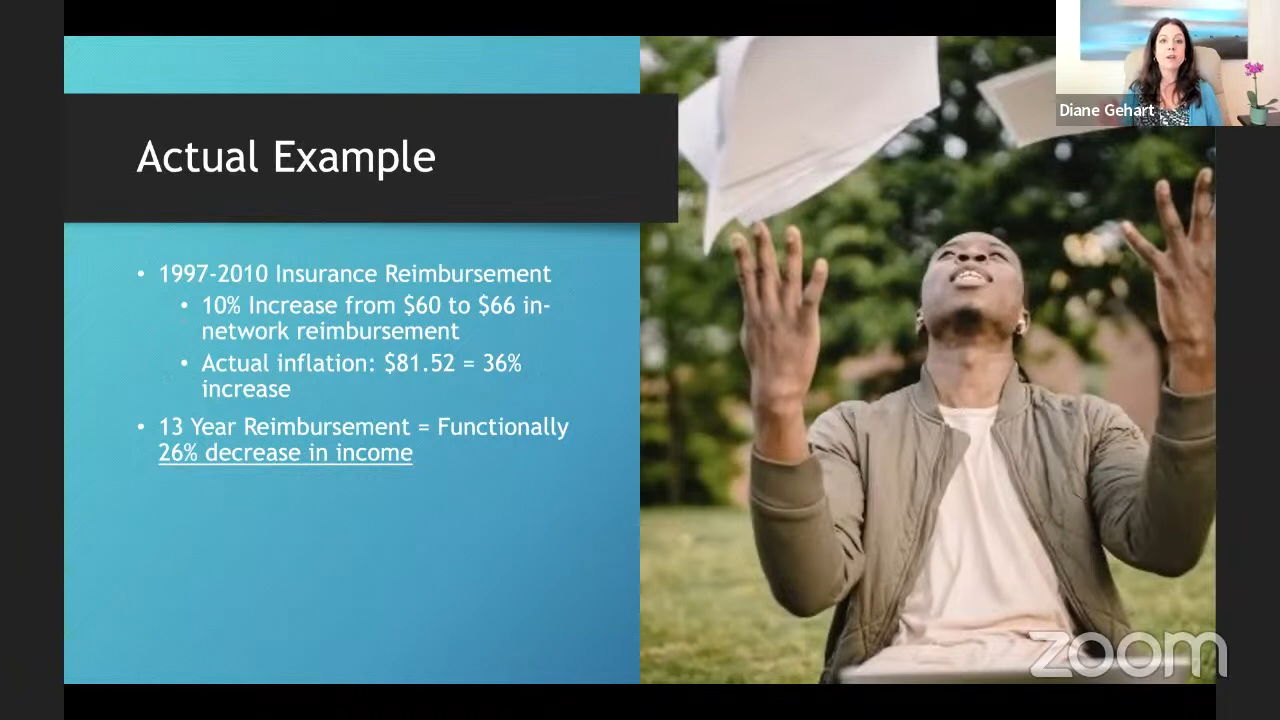 Diane Gehart
Actual Example
• 1997-2010 Insurance Reimbursement
• 10% Increase from $60 to $66 in-
network reimbursement
• Actual inflation: $81.52 = 36%
increase
• 13 Year Reimbursement = Functionally
26% decrease in income
zoom